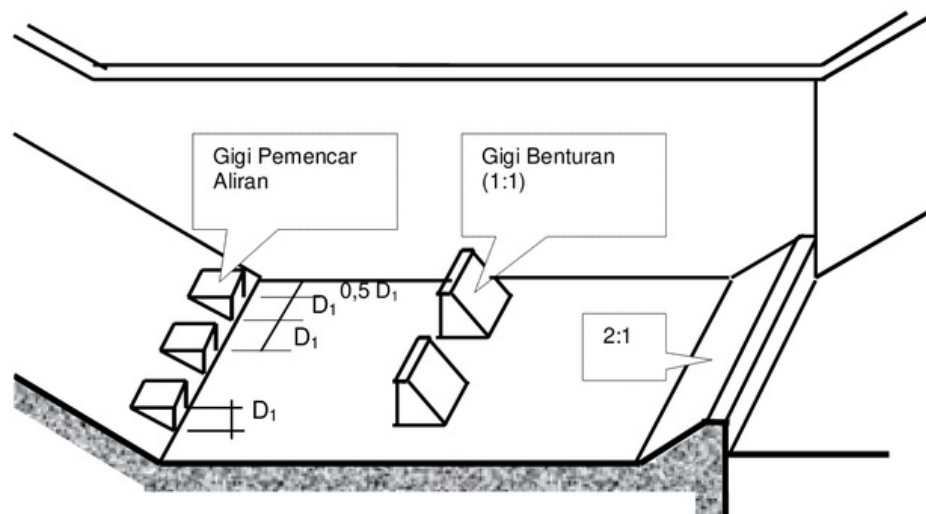 Gigi Pemencar
Aliran
Gigi Benturan
(1:1)
0,5 D₁
D₁
D₁
2:1
D₁